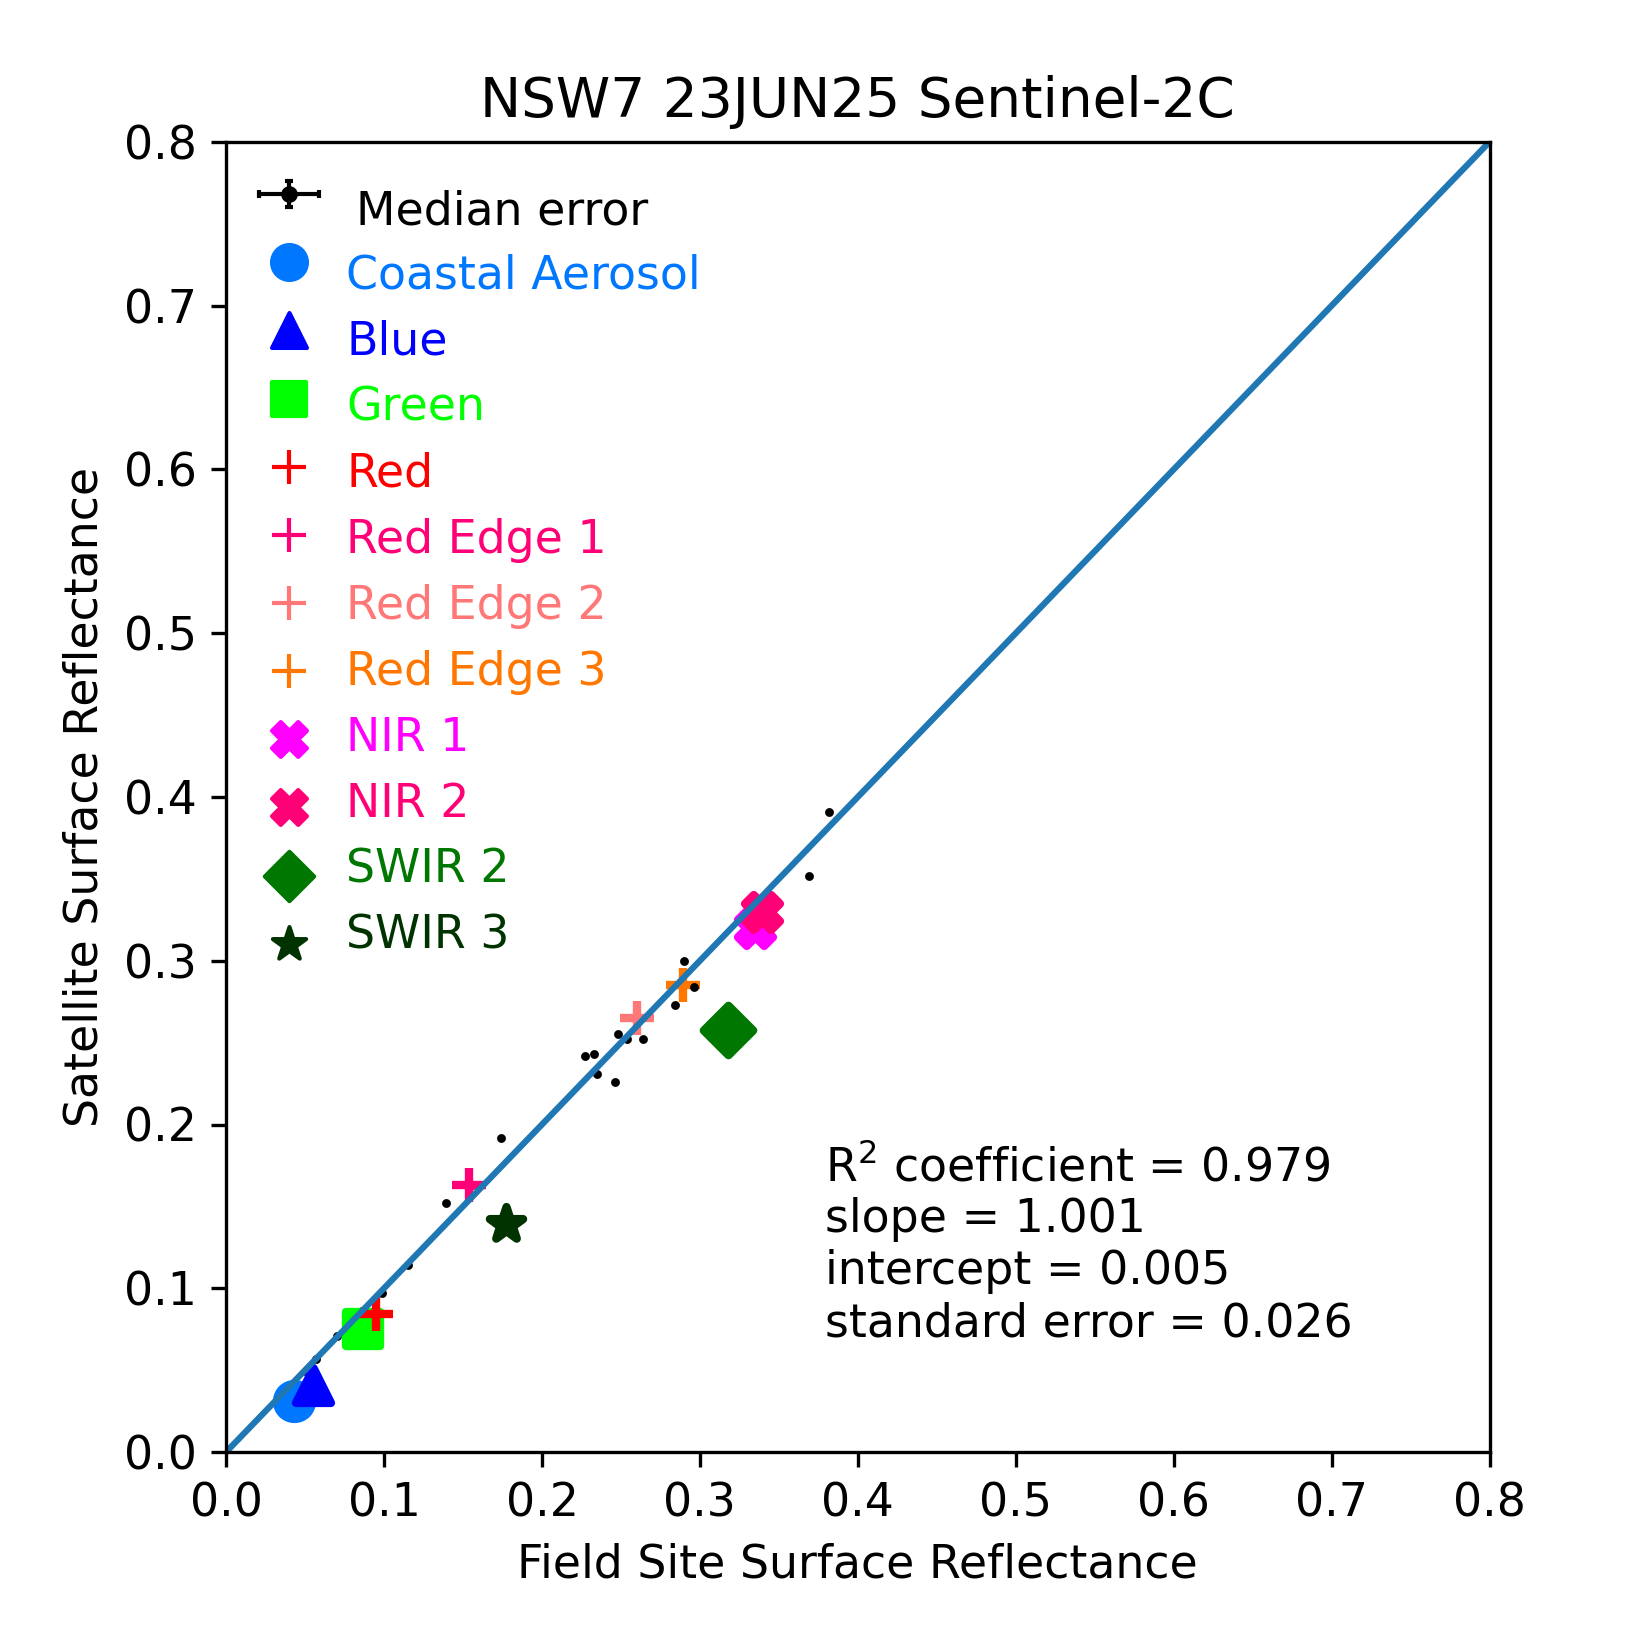 NSW7 23JUN25 Sentinel-2C
0.8
0.7
0.6
0.5
0.4
0.3
0.2
0.1
0.0
Satellite Surface Reflectance
Median error
Coastal Aerosol
Blue
Green
Red
Red Edge 1
Red Edge 2
Red Edge 3
NIR 1
NIR 2
SWIR 2
SWIR 3
R² coefficient = 0.979
slope = 1.001
intercept = 0.005
standard error = 0.026
0.0 0.1 0.2 0.3 0.4 0.5 0.6 0.7 0.8
Field Site Surface Reflectance